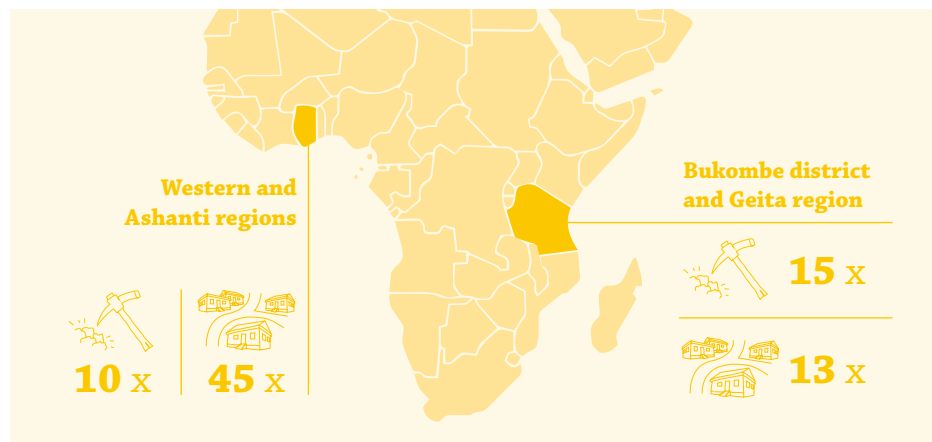 Western and
Ashanti regions
10 x
45 x
Bukombe district
and Geita region
15 x
13 x